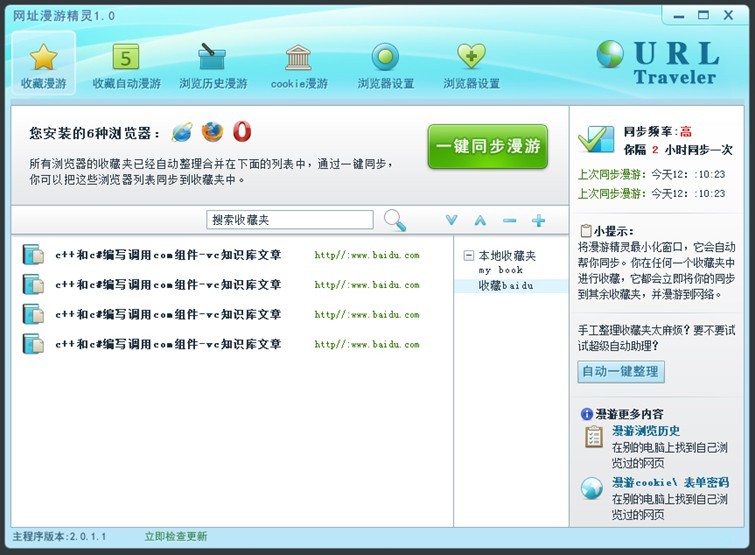 网址漫游精灵1.0
收藏漫游
收藏自动漫游
浏览历史漫游
cookie漫游
浏览器设置
浏览器设置
URL
Traveler
您安装的6种浏览器：
所有浏览器的收藏夹已经自动整合并在下面的列表中，通过一键同步，
你可以把这些浏览器列表同步到收藏夹中。
一键同步漫游
搜索收藏夹
c++和c#编写调用com组件-vc知识库文章 http//:www.baidu.com
c++和c#编写调用com组件-vc知识库文章 http//:www.baidu.com
c++和c#编写调用com组件-vc知识库文章 http//:www.baidu.com
c++和c#编写调用com组件-vc知识库文章 http//:www.baidu.com
本地收藏夹
my book
收藏baidu
同步频率:高
你隔 2 小时同步一次
上次同步漫游：今天12：:10:23
上次同步漫游：今天12：:10:23
小提示:
将漫游精灵最小化窗口，它会自动
帮你同步。你在任何一个收藏夹中
进行收藏，它都会立即将你的同步
到其余收藏夹，并漫游到网络。
手工整理收藏夹太麻烦？要不要试
试超级自动助理？
自动一键整理
漫游更多内容
漫游浏览历史
在别的电脑上找到自己浏
览过的网页
漫游cookie\ 表单密码
在别的电脑上找到自己浏
览过的网页
主程序版本:2.0.1.1 立即检查更新
5